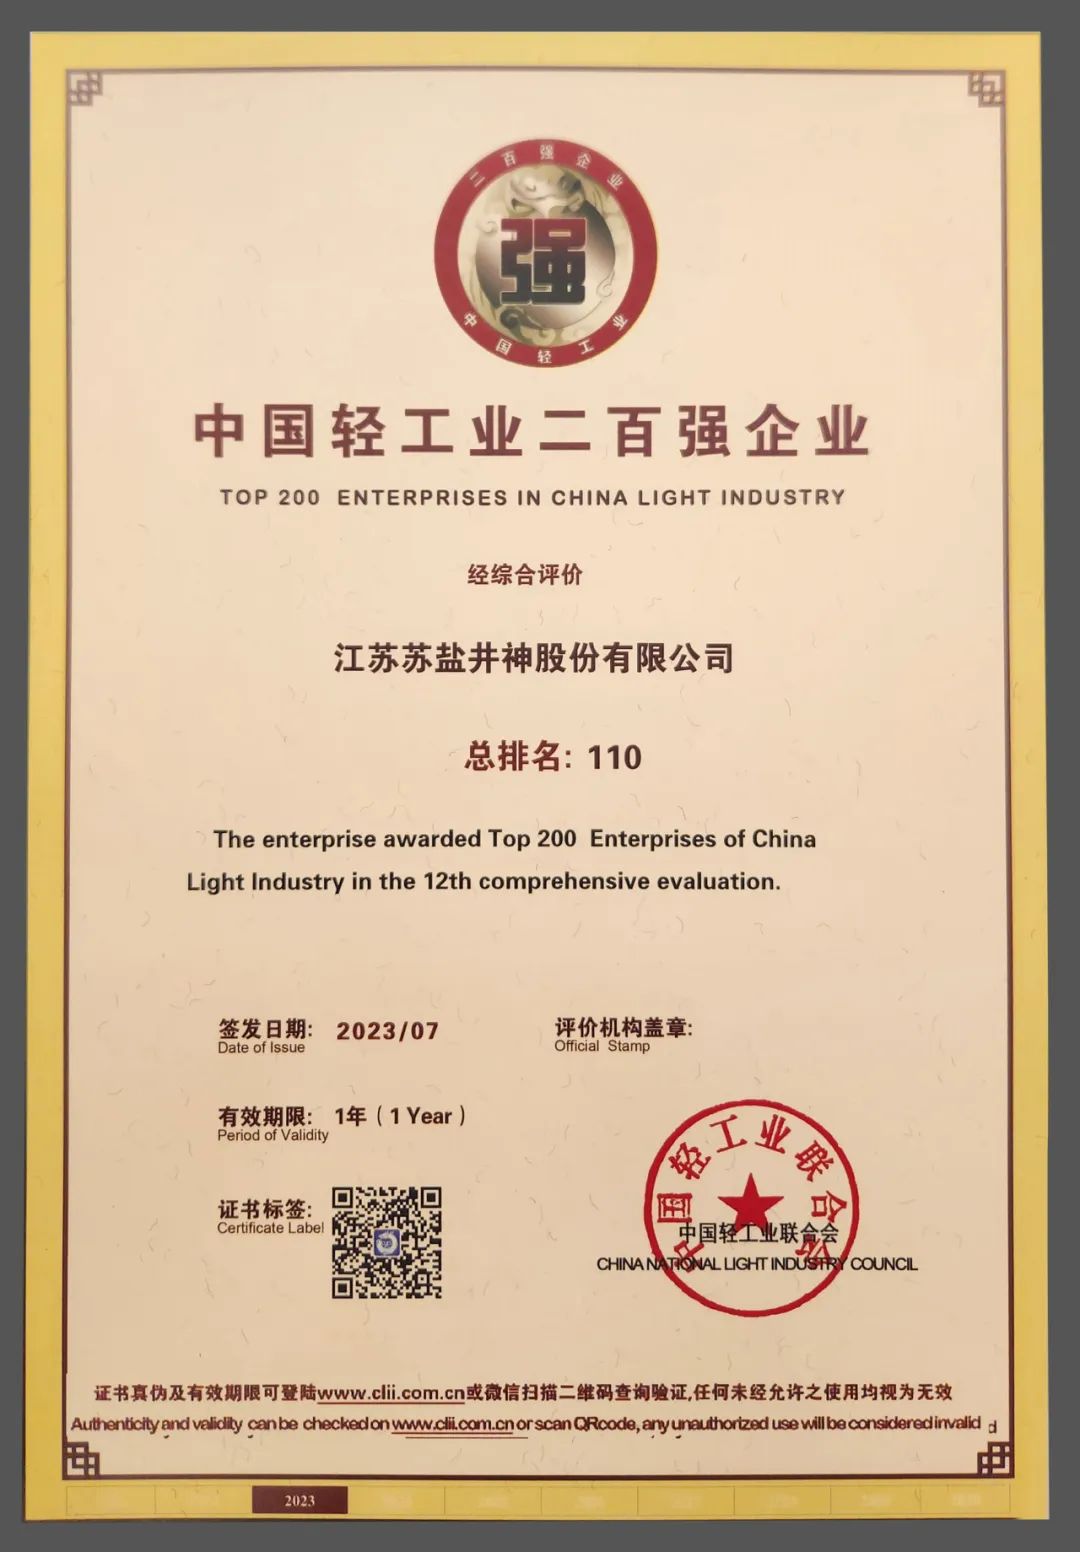 二百强企业
强
中国轻工业
中国轻工业二百强企业
TOP 200 ENTERPRISES IN CHINA LIGHT INDUSTRY
经综合评价
江苏苏盐井神股份有限公司
总排名: 110
The enterprise awarded Top 200 Enterprises of China
Light Industry in the 12th comprehensive evaluation.
签发日期: 2023/07
Date of Issue
评价机构盖章:
Official Stamp
有效期限: 1年（1 Year）
Period of Validity
证书标签:
Certificate Label
中国轻工业联合会
中国轻工业联合会
CHINA NATIONAL LIGHT INDUSTRY COUNCIL
证书真伪及有效期限可登陆www.clii.com.cn或微信扫描二维码查询验证,任何未经允许之使用均视为无效
Authenticity and validity can be checked on www.clii.com.cn or scan QRcode, any unauthorized use will be considered invalid
2023